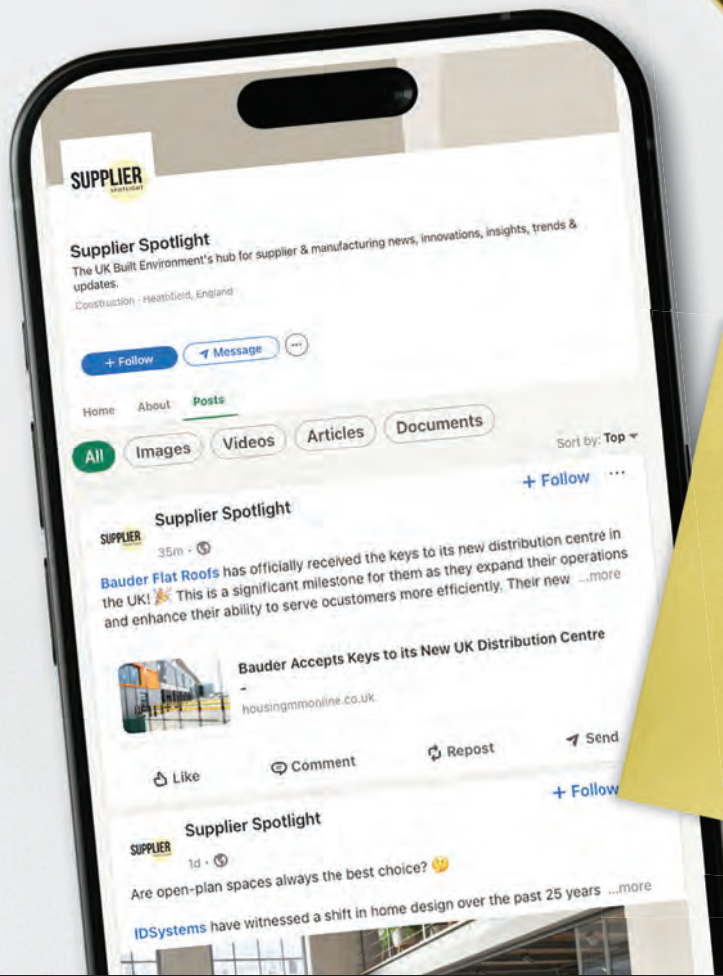 SUPPLIER
SPOTLIGHT
Supplier Spotlight
The UK Built Environment's hub for supplier & manufacturing news, innovations, insights, trends &
updates.
Construction · Heathfield, England
+ Follow
Message
Home About Posts
All Images Videos Articles Documents
Sort by: Top
SUPPLIER
Supplier Spotlight
+ Follow ...
35m ·
Bauder Flat Roofs has officially received the keys to its new distribution centre in
the UK! 🎉 This is a significant milestone for them as they expand their operations
and enhance their ability to serve ocustomers more efficiently. Their new ...more
Bauder Accepts Keys to its New UK Distribution Centre
-
housingmmonline.co.uk
Like Comment Repost Send
SUPPLIER
Supplier Spotlight
+ Follow
1d ·
Are open-plan spaces always the best choice? 🤔
IDSystems have witnessed a shift in home design over the past 25 years ...more